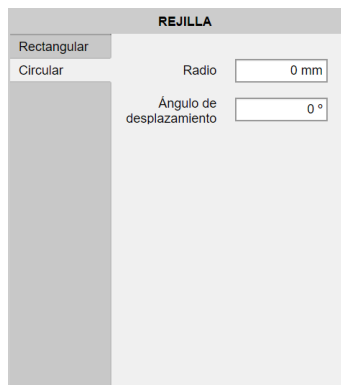 REJILLA
Rectangular
Circular
Radio
0 mm
Ángulo de
desplazamiento
0 º